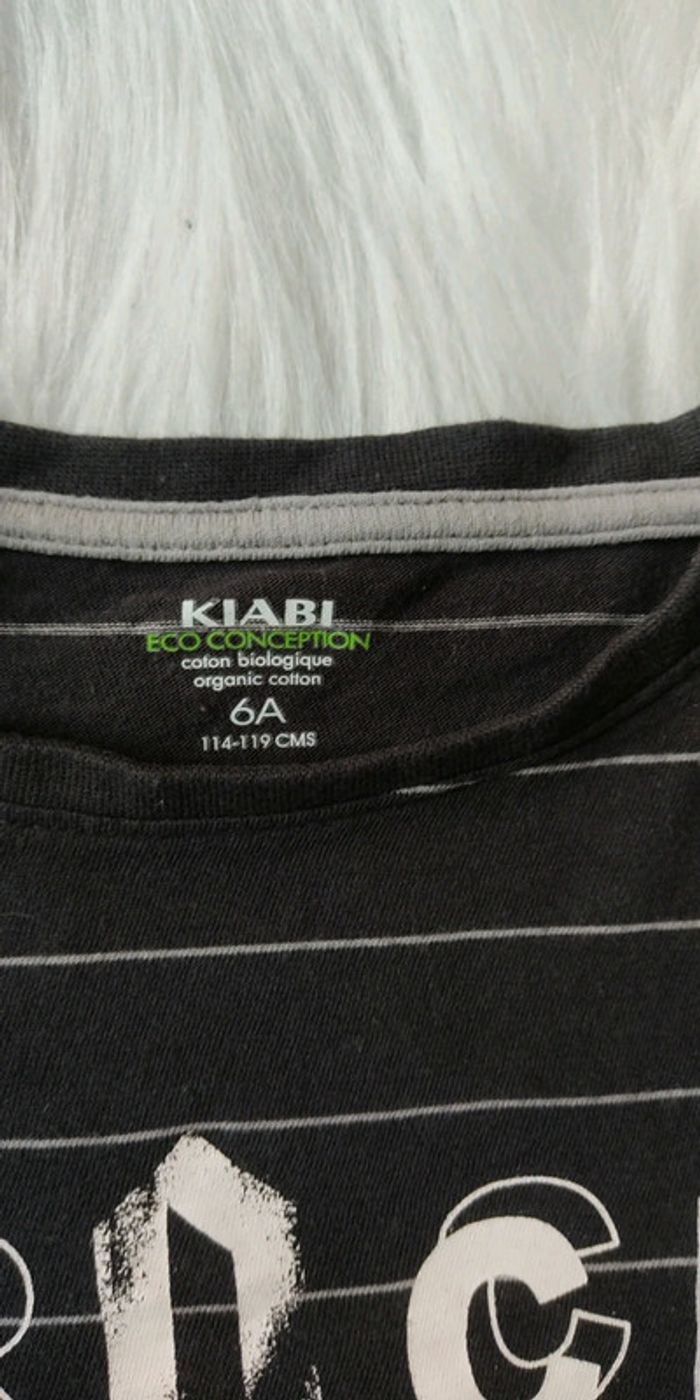 KIABI
ECO CONCEPTION
coton biologique
organic cotton
6A
114-119 CMS